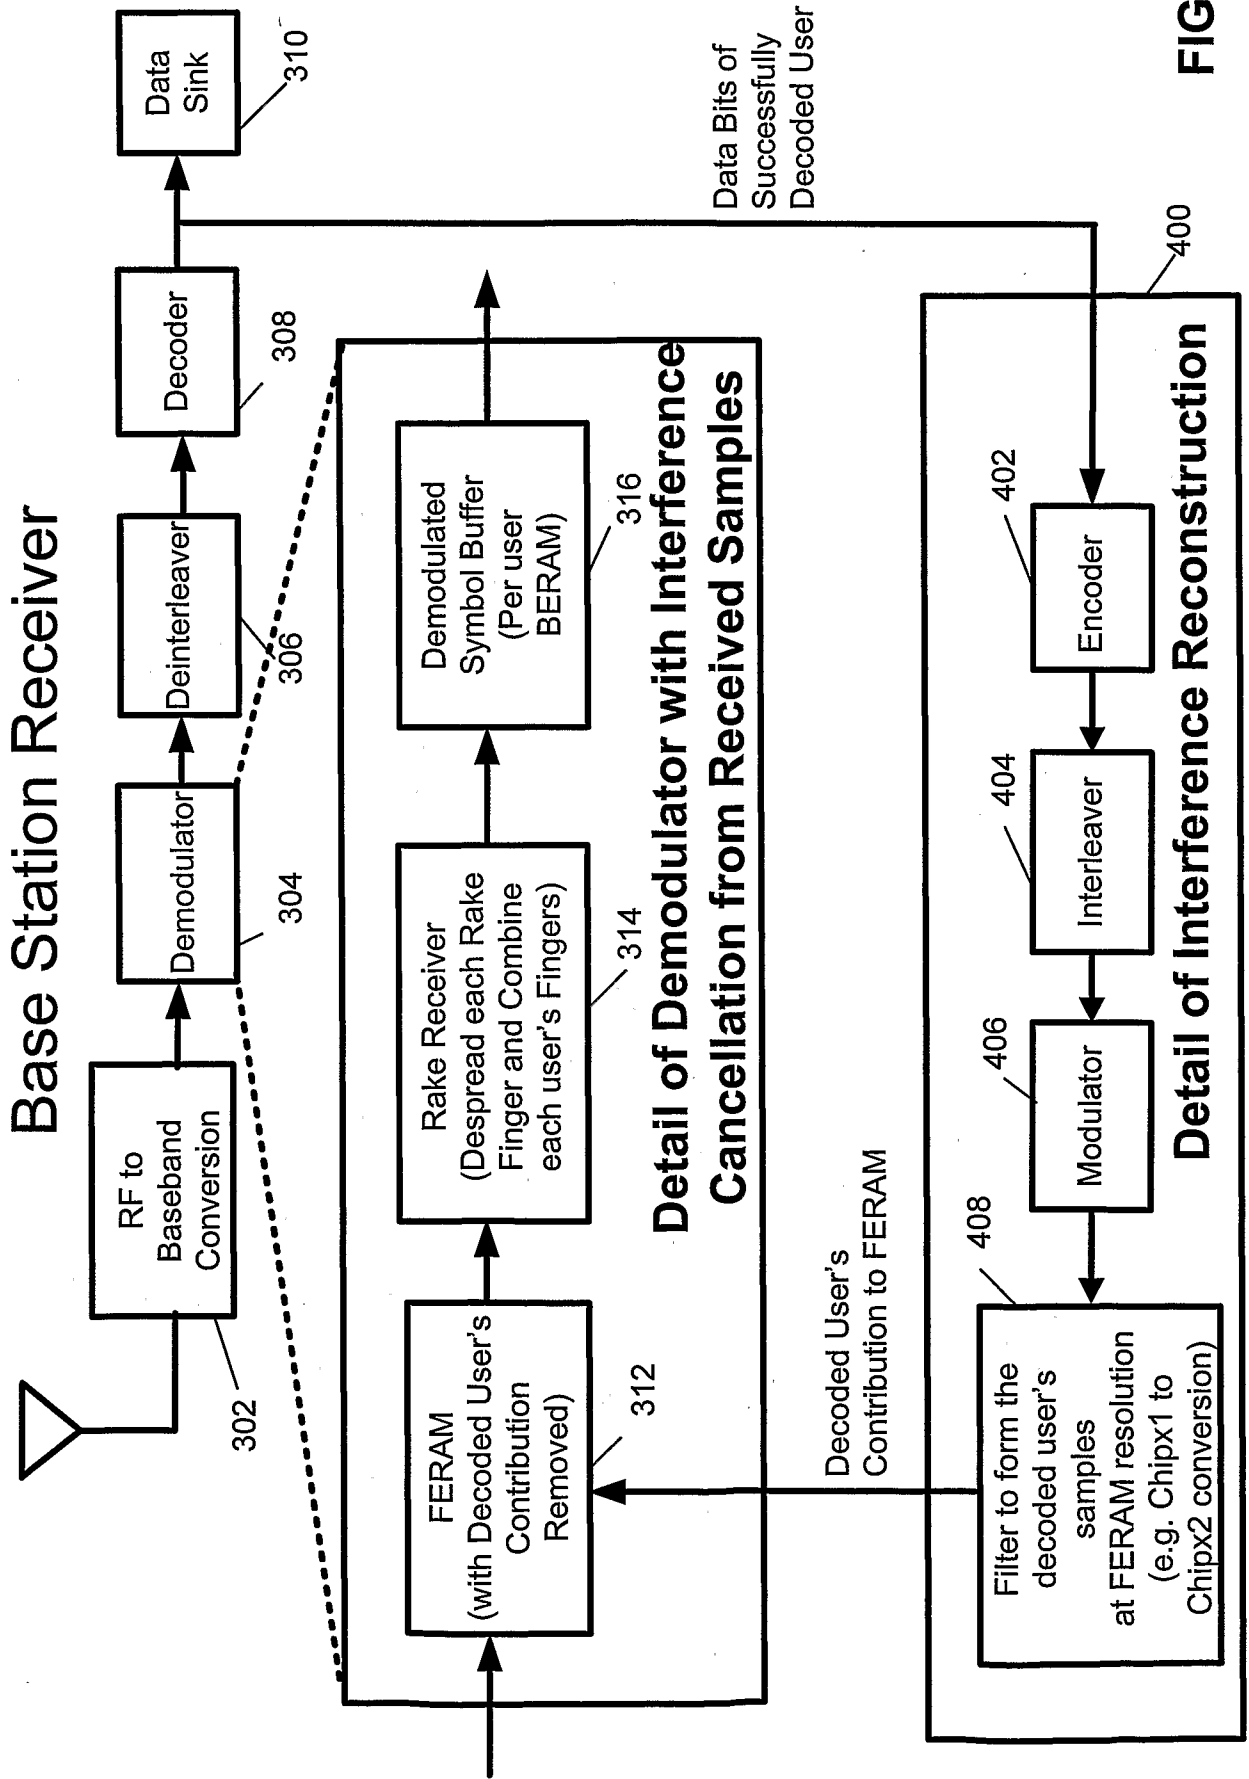 Base Station Receiver
RF to
Baseband
Conversion
302
Demodulator
304
Deinterleaver
306
Decoder
308
Data
Sink
310
FERAM
(with Decoded User's
Contribution
Removed)
312
Rake Receiver
(Despread each Rake
Finger and Combine
each user's Fingers)
314
Demodulated
Symbol Buffer
(Per user
BERAM)
316
Detail of Demodulator with Interference
Cancellation from Received Samples
Data Bits of
Successfully
Decoded User
Decoded User's
Contribution to FERAM
400
Filter to form the
decoded user's
samples
at FERAM resolution
(e.g. Chipx1 to
Chipx2 conversion)
408
Modulator
406
Interleaver
404
Encoder
402
Detail of Interference Reconstruction
FIG